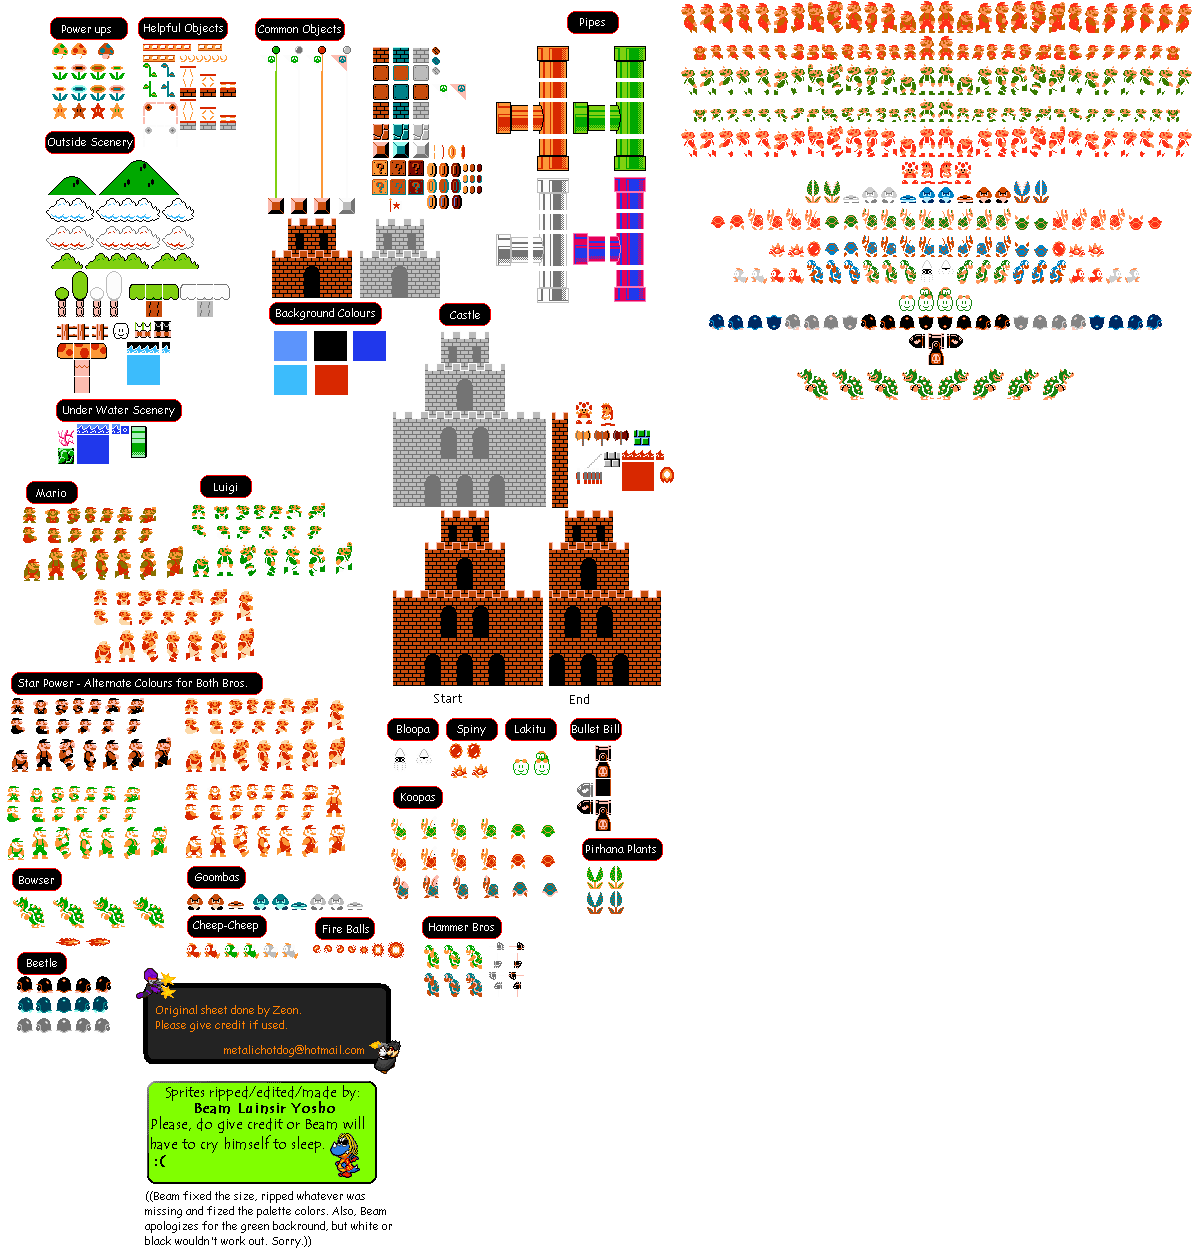 Power ups
Helpful Objects
Common Objects
Pipes
Outside Scenery
Background Colours
Castle
Under Water Scenery
Mario
Luigi
Start
End
Star Power - Alternate Colours for Both Bros.
Bloopa
Spiny
Lakitu
Bullet Bill
Koopas
Pirhana Plants
Bowser
Goombas
Cheep-Cheep
Fire Balls
Hammer Bros
Beetle
Original sheet done by Zeon.
Please give credit if used.
metalichotdog@hotmail.com
Sprites ripped/edited/made by:
Beam Luinsir Yosho
Please, do give credit or Beam will
have to cry himself to sleep.
:(
((Beam fixed the size, ripped whatever was
missing and fized the palette colors. Also, Beam
apologizes for the green backround, but white or
black wouldn't work out. Sorry.))